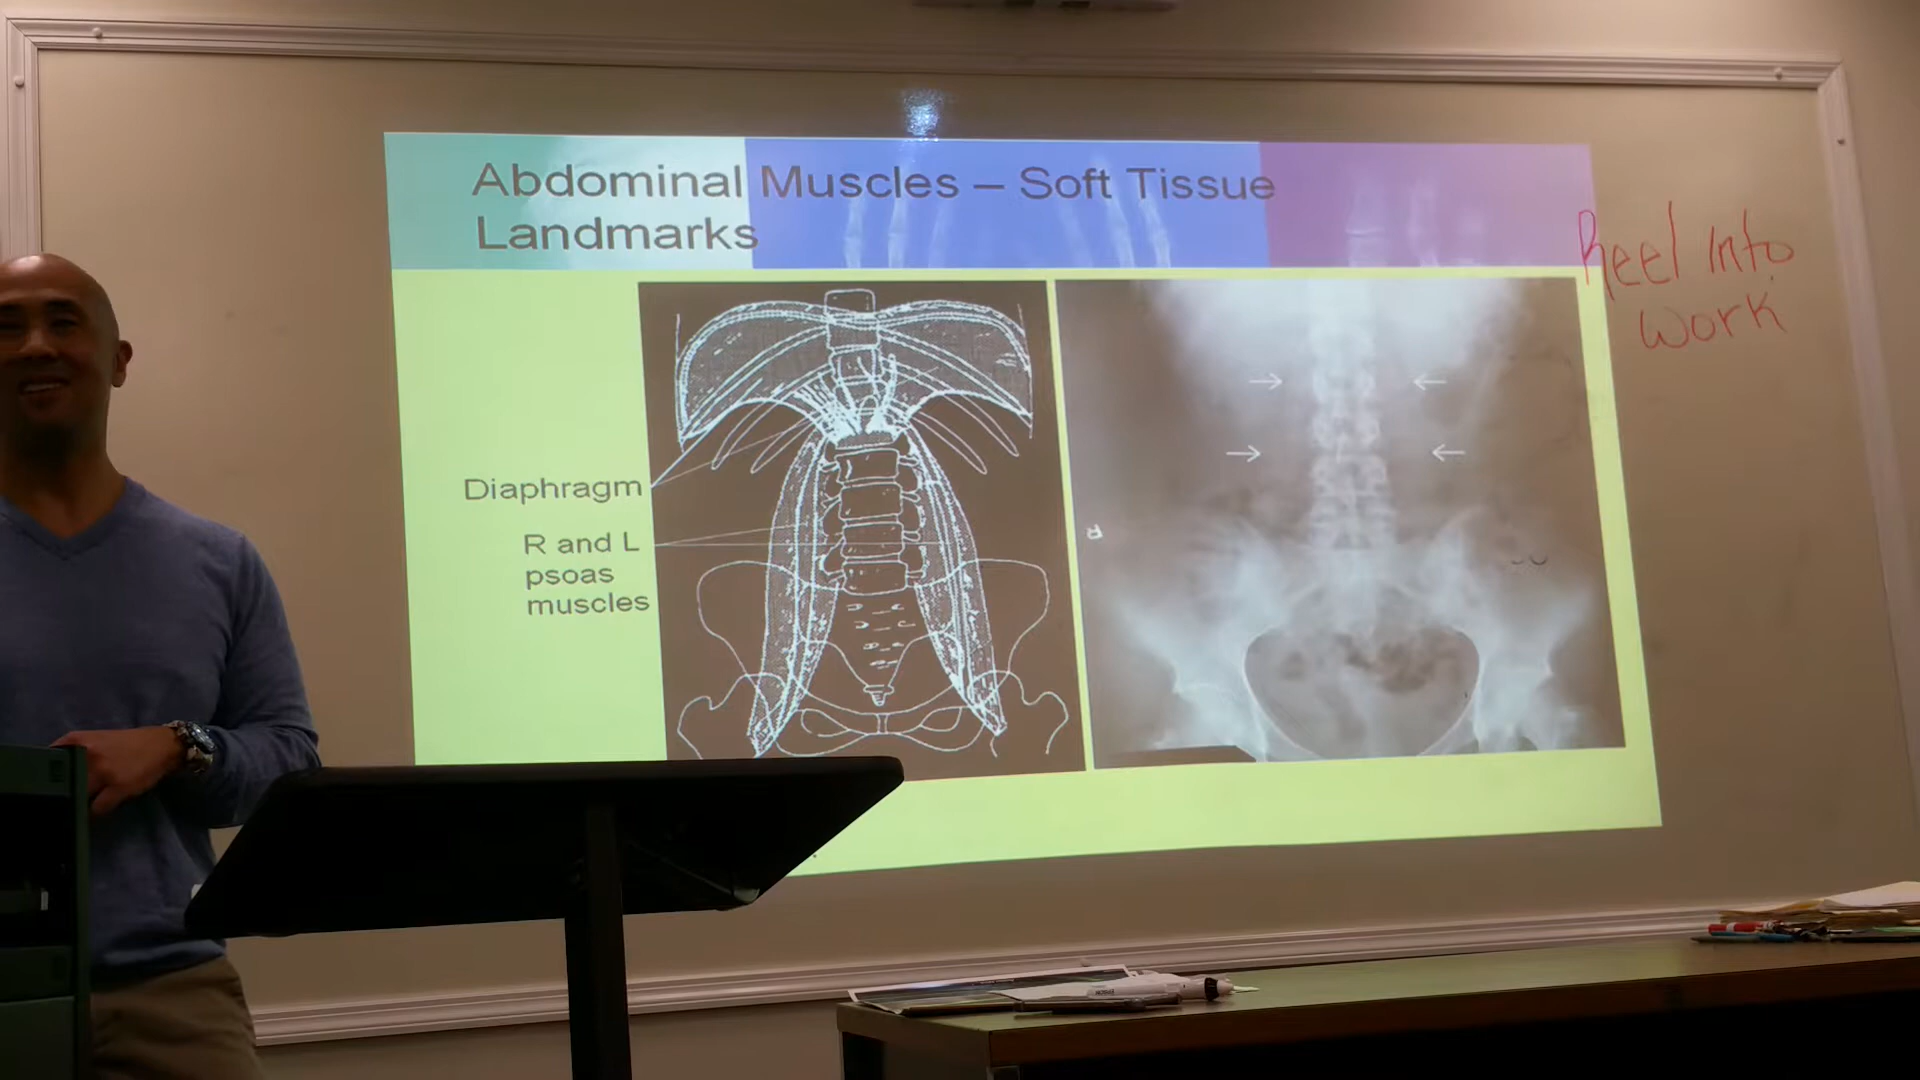 Abdominal Muscles – Soft Tissue
Landmarks
Diaphragm
R and L
psoas
muscles
R
Reel Into
Work